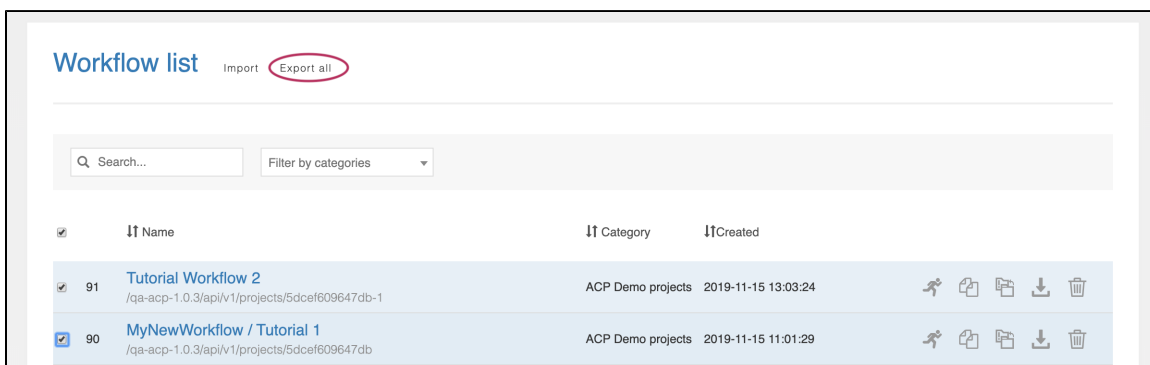 Workflow list Import Export all
Search... Filter by categories
Name Category Created
91 Tutorial Workflow 2 ACP Demo projects 2019-11-15 13:03:24
/qa-acp-1.0.3/api/v1/projects/5dcef609647db-1
90 MyNewWorkflow / Tutorial 1 ACP Demo projects 2019-11-15 11:01:29
/qa-acp-1.0.3/api/v1/projects/5dcef609647db